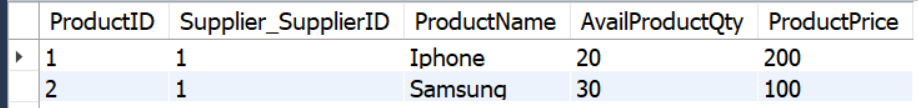 ProductID Supplier_SupplierID ProductName AvailProductQty ProductPrice
1 1 Iphone 20 200
2 1 Samsung 30 100